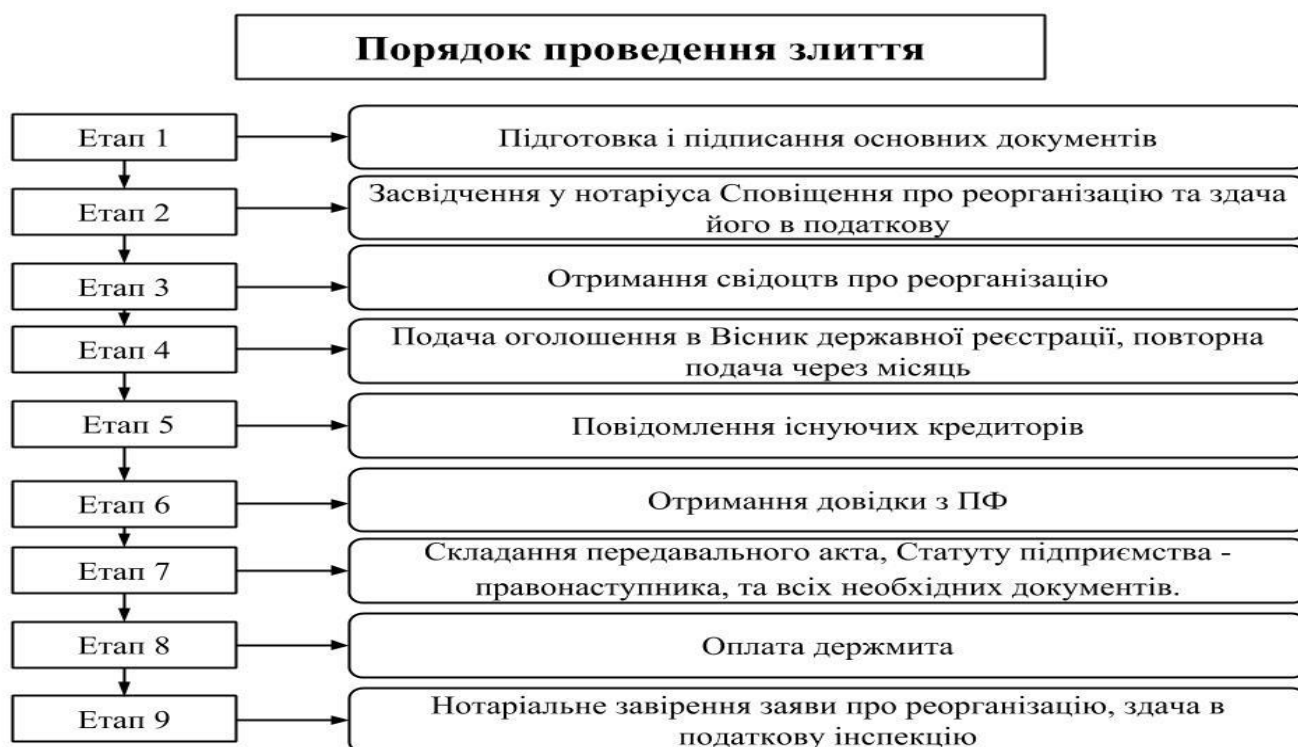 Порядок проведення злиття
Етап 1
Підготовка і підписання основних документів
Етап 2
Засвідчення у нотаріуса Сповіщення про реорганізацію та здача
його в податкову
Етап 3
Отримання свідоцтв про реорганізацію
Етап 4
Подача оголошення в Вісник державної реєстрації, повторна
подача через місяць
Етап 5
Повідомлення існуючих кредиторів
Етап 6
Отримання довідки з ПФ
Етап 7
Складання передавального акта, Статуту підприємства -
правонаступника, та всіх необхідних документів.
Етап 8
Оплата держмита
Етап 9
Нотаріальне завірення заяви про реорганізацію, здача в
податкову інспекцію